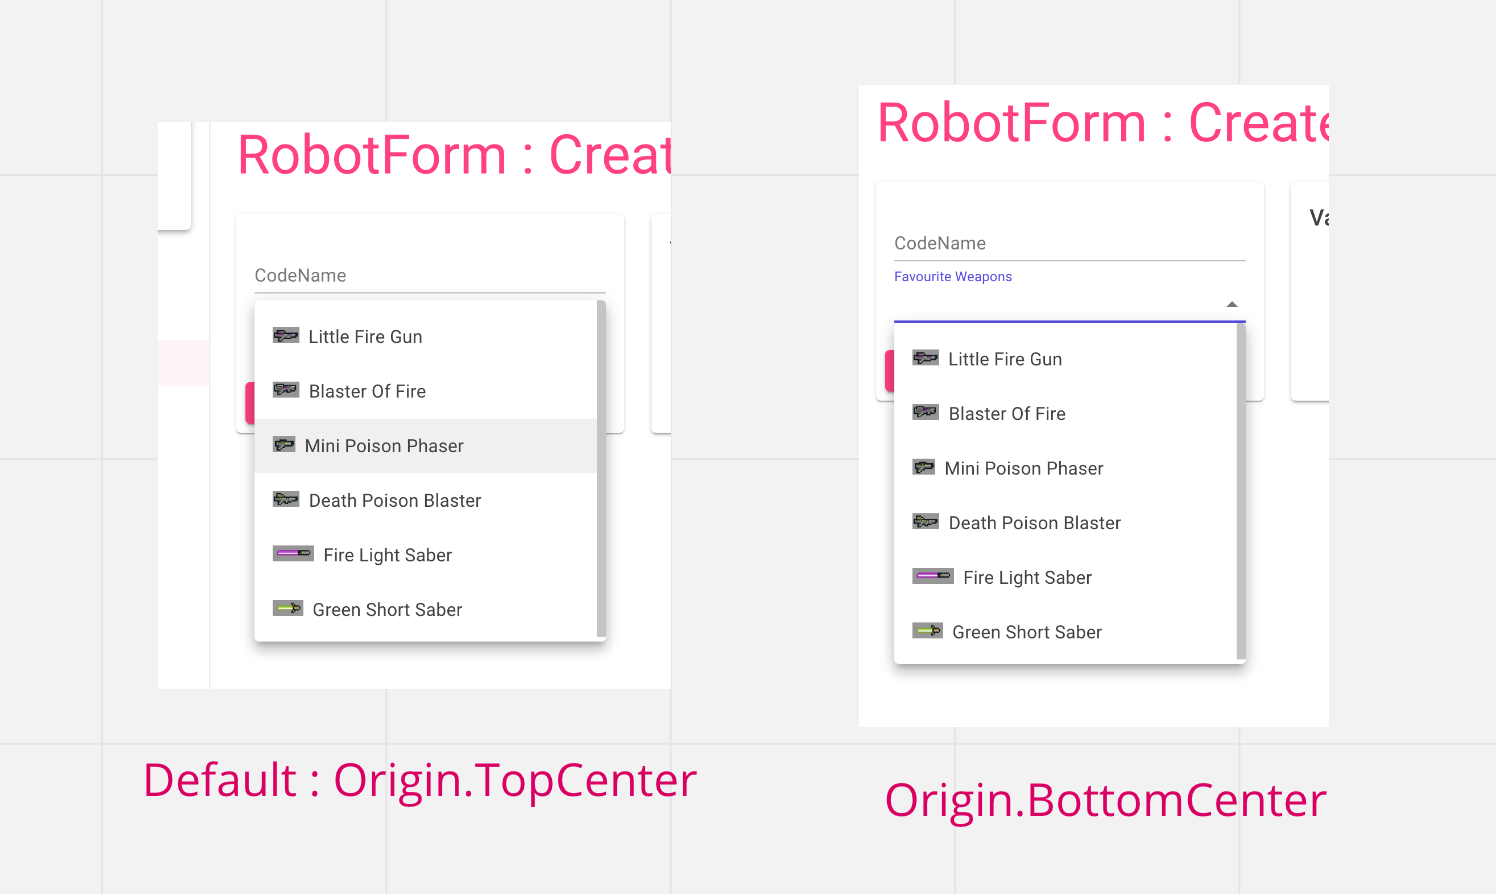 RobotForm : Creat
CodeName
Little Fire Gun
Blaster Of Fire
Mini Poison Phaser
Death Poison Blaster
Fire Light Saber
Green Short Saber
Default : Origin.TopCenter
RobotForm : Create
CodeName
Favourite Weapons
Va
Little Fire Gun
Blaster Of Fire
Mini Poison Phaser
Death Poison Blaster
Fire Light Saber
Green Short Saber
Origin.BottomCenter